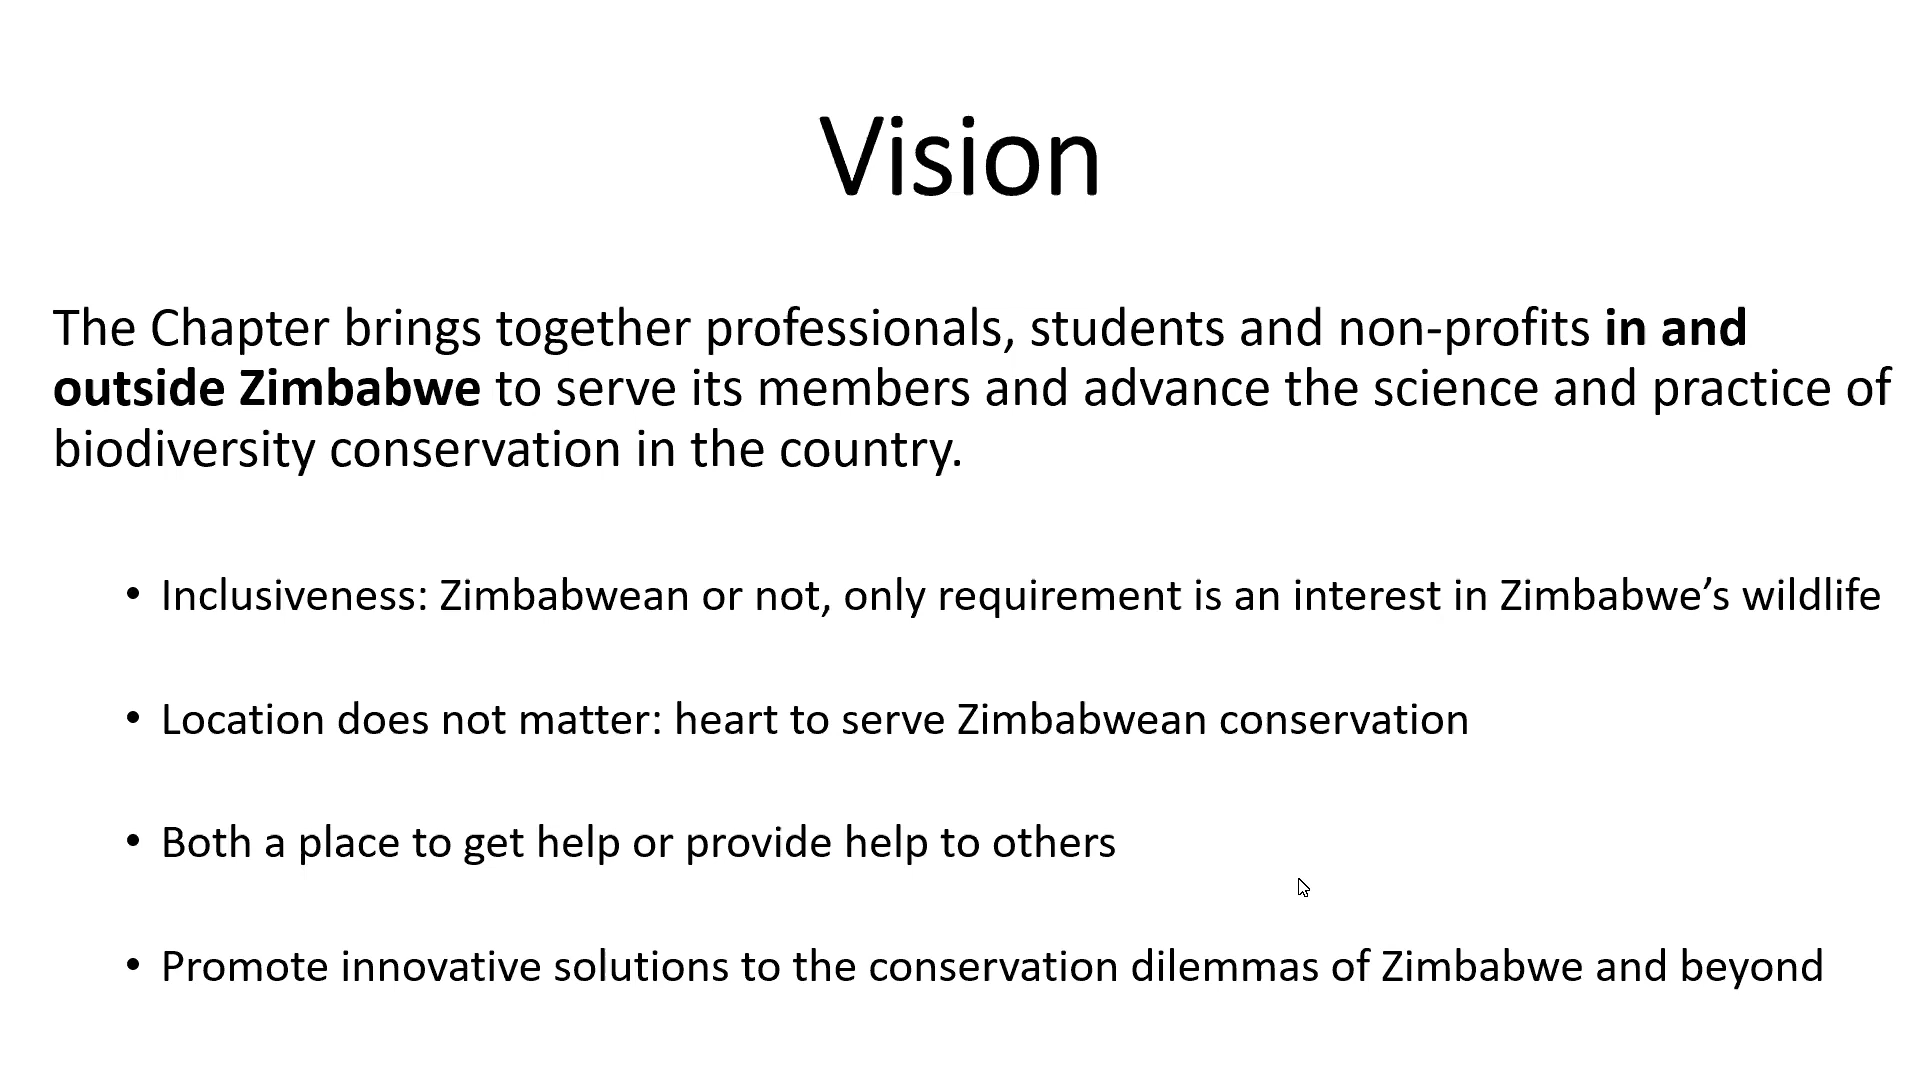 Vision
The Chapter brings together professionals, students and non-profits in and
outside Zimbabwe to serve its members and advance the science and practice of
biodiversity conservation in the country.
• Inclusiveness: Zimbabwean or not, only requirement is an interest in Zimbabwe’s wildlife
• Location does not matter: heart to serve Zimbabwean conservation
• Both a place to get help or provide help to others
• Promote innovative solutions to the conservation dilemmas of Zimbabwe and beyond